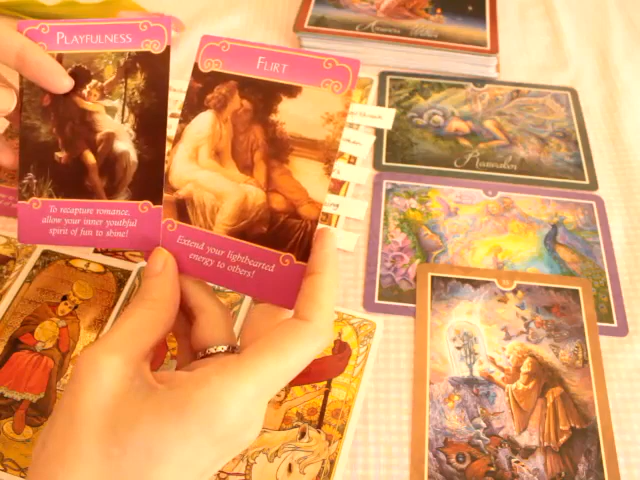 PLAYFULNESS
To recapture romance,
allow your inner youthful
spirit of fun to shine!
FLIRT
Extend your lighthearted
energy to others!